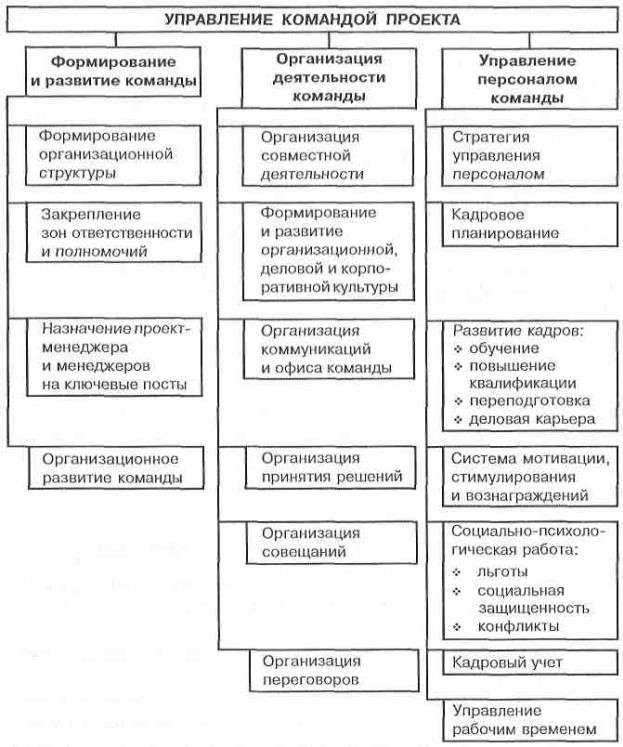 УПРАВЛЕНИЕ КОМАНДОЙ ПРОЕКТА
Формирование
и развитие команды
Формирование
организационной
структуры
Закрепление
зон ответственности
и полномочий
Назначение проект-
менеджера
и менеджеров
на ключевые посты
Организационное
развитие команды
Организация
деятельности
команды
Организация
совместной
деятельности
Формирование
и развитие
организационной,
деловой и корпо-
ративной культуры
Организация
коммуникаций
и офиса команды
Организация
принятия решений
Организация
совещаний
Организация
переговоров
Управление
персоналом
команды
Стратегия
управления
персоналом
Кадровое
планирование
Развитие кадров:
❖ обучение
❖ повышение
квалификации
❖ переподготовка
❖ деловая карьера
Система мотивации,
стимулирования
и вознаграждений
Социально-психоло-
гическая работа:
❖ льготы
❖ социальная
защищенность
❖ конфликты
Кадровый учет
Управление
рабочим временем